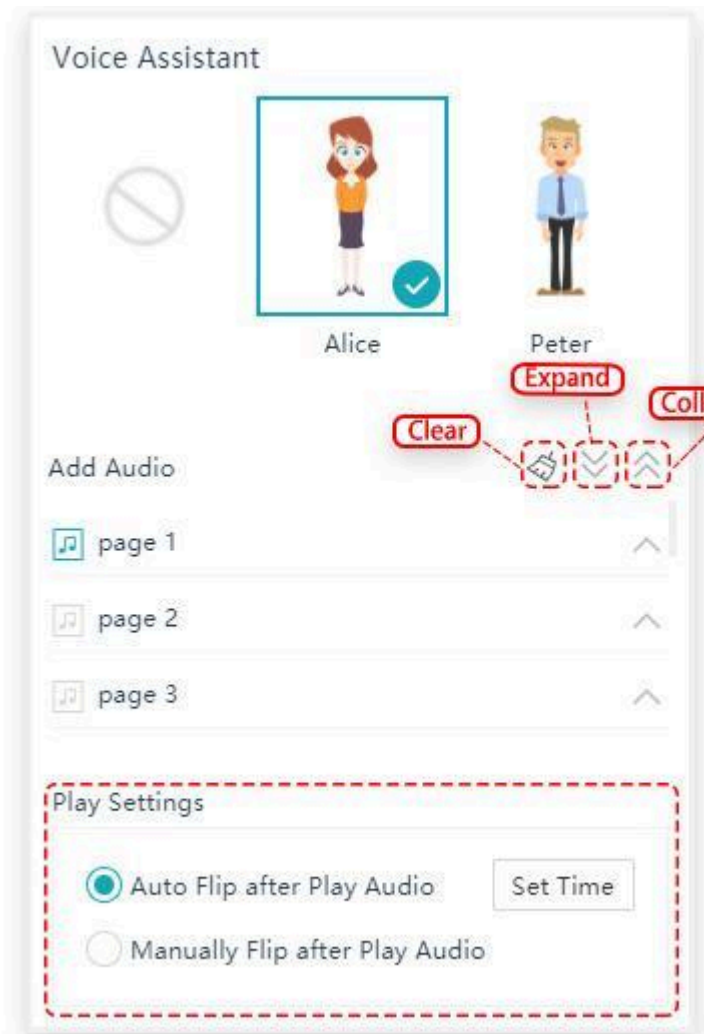 Voice Assistant
Alice
Peter
Expand
Coll
Clear
Add Audio
page 1
page 2
page 3
Play Settings
Auto Flip after Play Audio
Set Time
Manually Flip after Play Audio